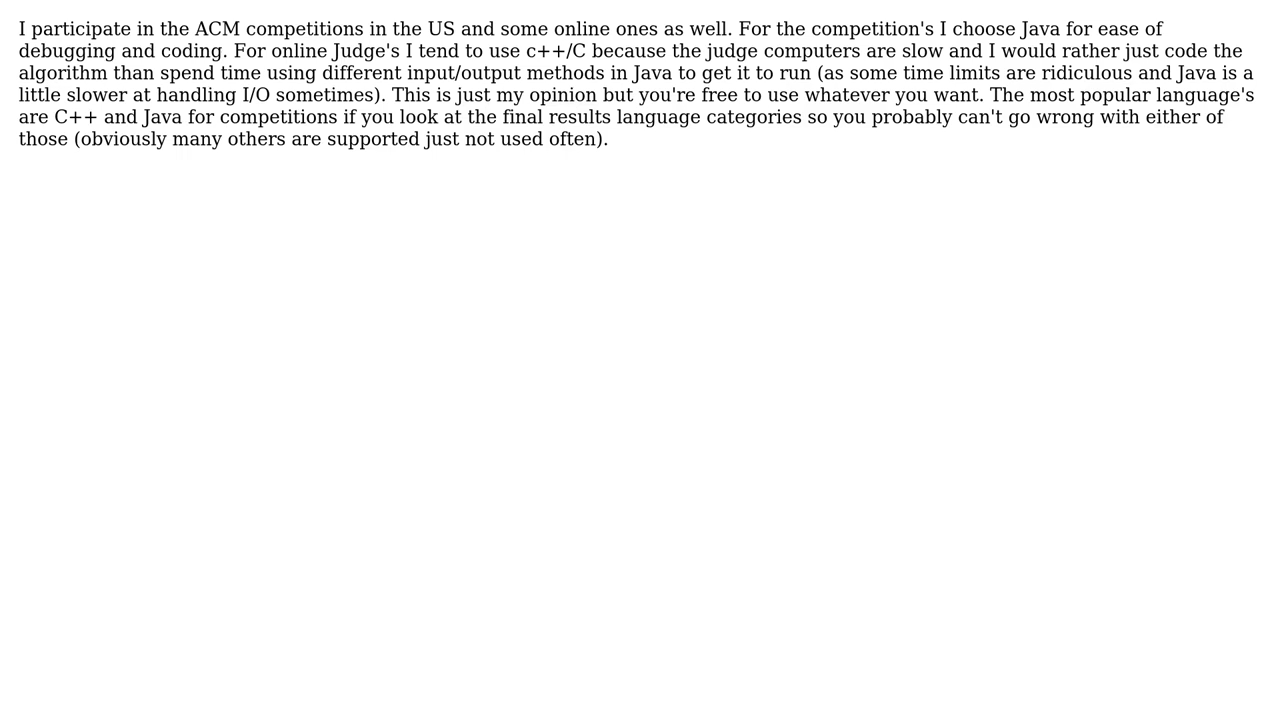 I participate in the ACM competitions in the US and some online ones as well. For the competition's I choose Java for ease of
debugging and coding. For online Judge's I tend to use c++/C because the judge computers are slow and I would rather just code the
algorithm than spend time using different input/output methods in Java to get it to run (as some time limits are ridiculous and Java is a
little slower at handling I/O sometimes). This is just my opinion but you're free to use whatever you want. The most popular language's
are C++ and Java for competitions if you look at the final results language categories so you probably can't go wrong with either of
those (obviously many others are supported just not used often).